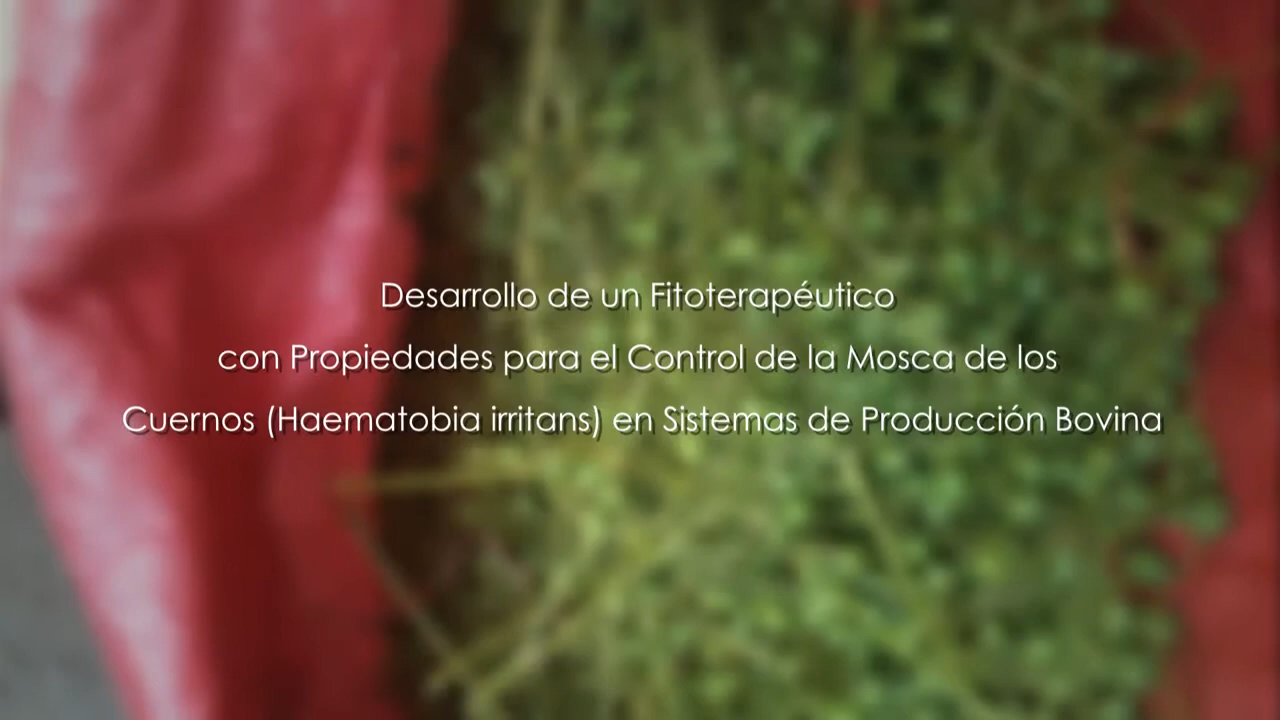 Desarrollo de un Fitoterapéutico
con Propiedades para el Control de la Mosca de los
Cuernos (Haematobia irritans) en Sistemas de Producción Bovina